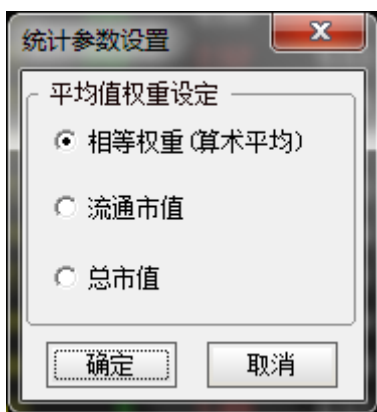 统计参数设置
平均值权重设定
相等权重(算术平均)
流通市值
总市值
确定
取消